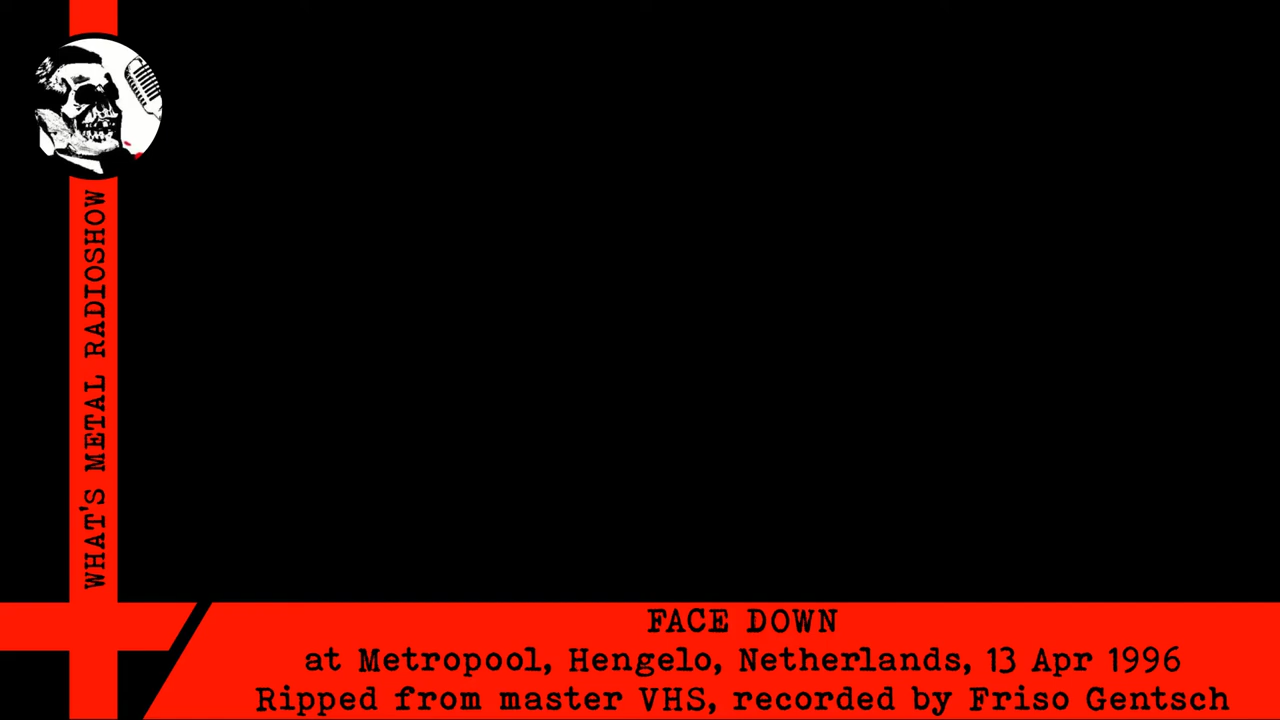 WHAT'S METAL RADIOSHOW
FACE DOWN
at Metropool, Hengelo, Netherlands, 13 Apr 1996
Ripped from master VHS, recorded by Friso Gentsch